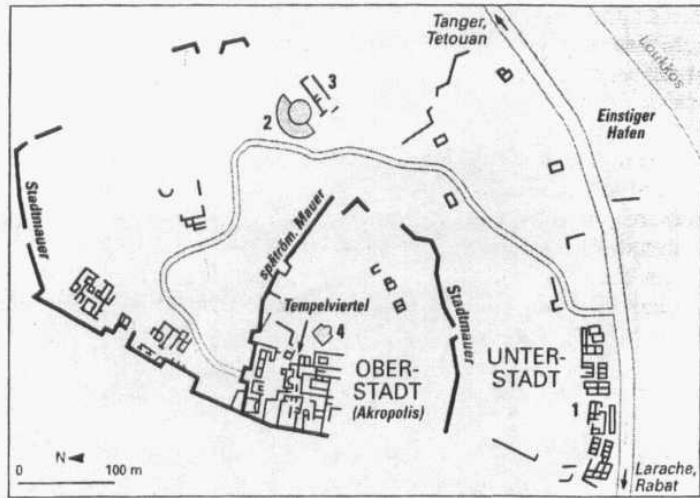 Tanger,
Tetouan
Loukkos
3
2
Einstiger
Hafen
Stadtmauer
spätröm. Mauer
Tempelviertel
4
Stadtmauer
OBER-
STADT
(Akropolis)
UNTER-
STADT
1
N
0 100 m
Larache,
Rabat